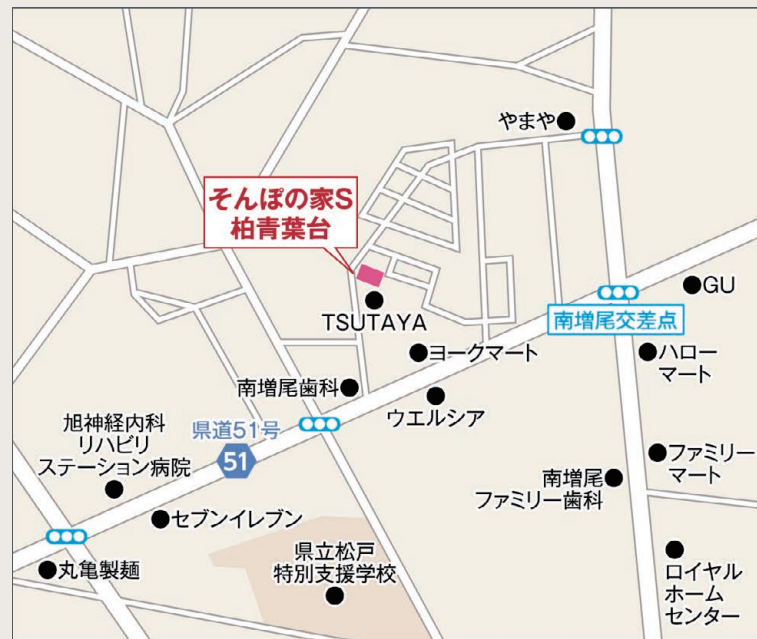 やまや
そんぽの家S
柏青葉台
GU
TSUTAYA
南増尾交差点
ヨークマート
ハロー
マート
南増尾歯科
ウエルシア
旭神経内科
リハビリ
ステーション病院
県道51号
51
ファミリー
マート
南増尾
ファミリー歯科
セブンイレブン
県立松戸
特別支援学校
丸亀製麺
ロイヤル
ホーム
センター